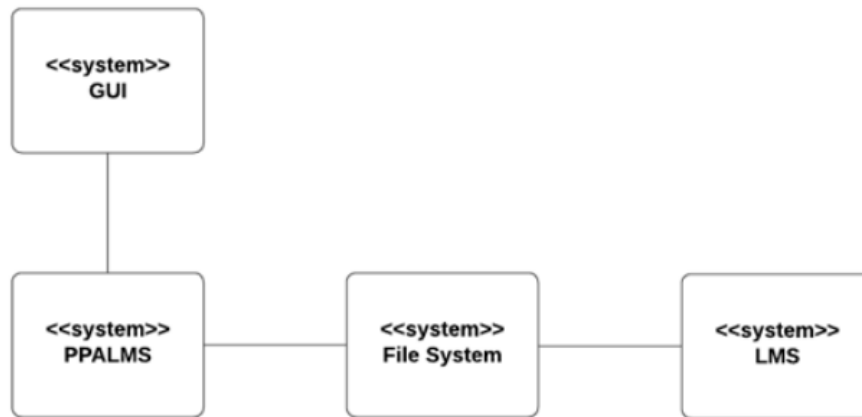 <<system>>
GUI
<<system>>
PPALMS
<<system>>
File System
<<system>>
LMS